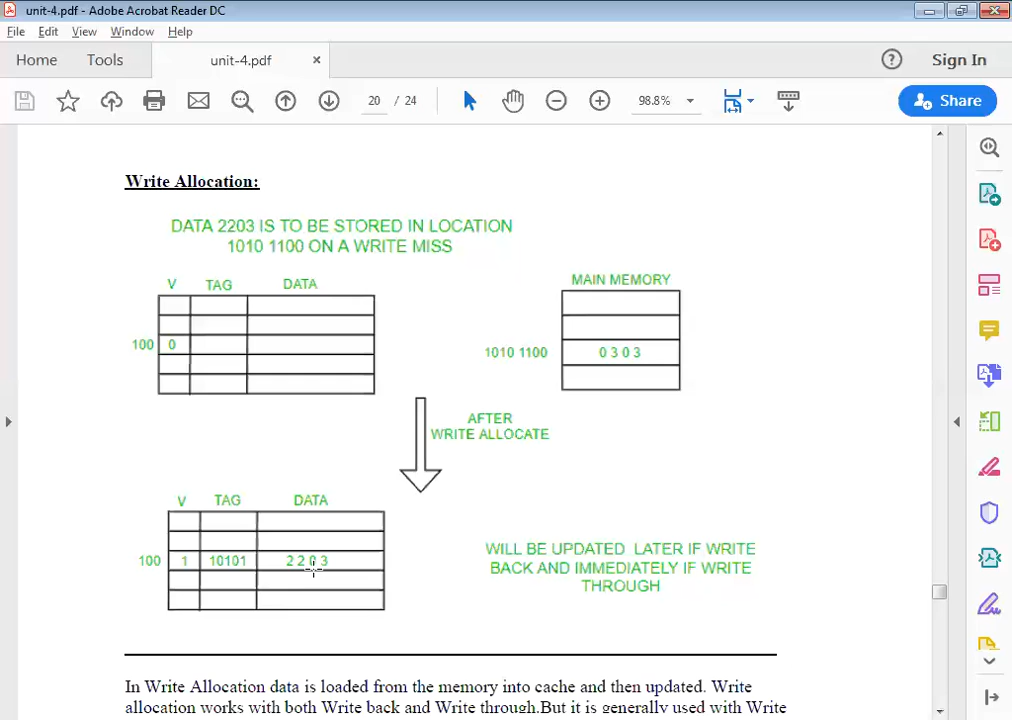 unit-4.pdf - Adobe Acrobat Reader DC
File Edit View Window Help
Home Tools unit-4.pdf × ? Sign In
20 / 24 98.8% Share
Write Allocation:
DATA 2203 IS TO BE STORED IN LOCATION
1010 1100 ON A WRITE MISS
V TAG DATA
100 0
MAIN MEMORY
1010 1100 0 3 0 3
AFTER
WRITE ALLOCATE
V TAG DATA
100 1 10101 2 2 0 3
WILL BE UPDATED LATER IF WRITE
BACK AND IMMEDIATELY IF WRITE
THROUGH
In Write Allocation data is loaded from the memory into cache and then updated. Write
allocation works with both Write back and Write through.But it is generally used with Write